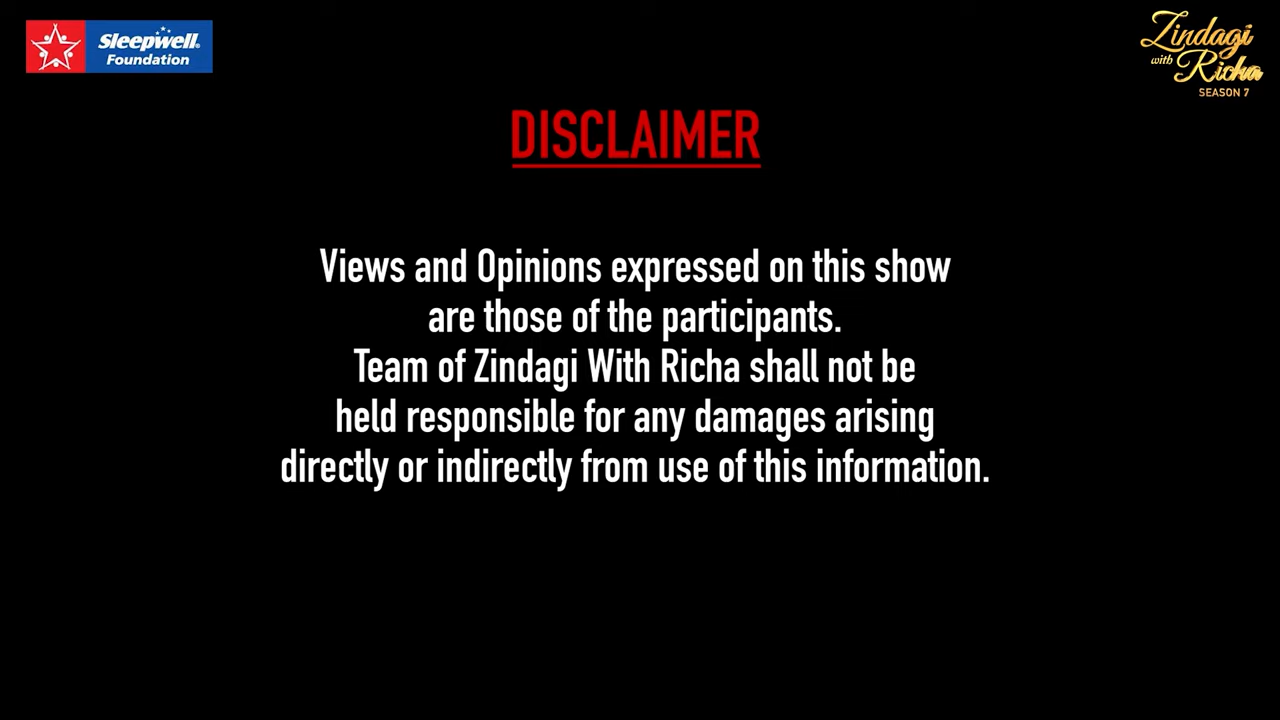 Sleepwell®
Foundation
Zindagi
with
Richa
SEASON 7
DISCLAIMER
Views and Opinions expressed on this show
are those of the participants.
Team of Zindagi With Richa shall not be
held responsible for any damages arising
directly or indirectly from use of this information.